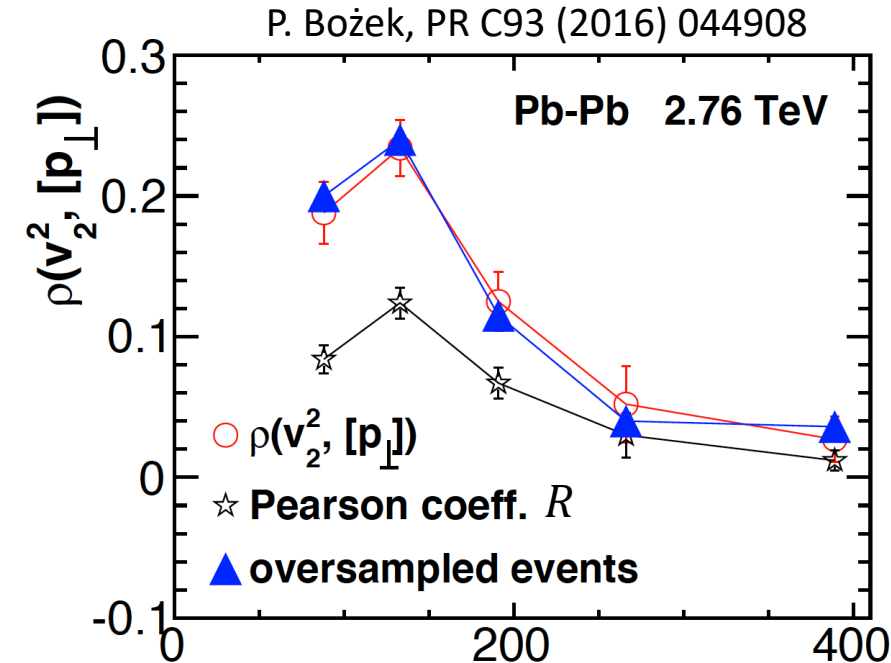 P. Bożek, PR C93 (2016) 044908
0.3
Pb-Pb 2.76 TeV
ρ(v₂², [p⊥])
0.2
0.1
ρ(v₂², [p⊥])
0
Pearson coeff. R
oversampled events
-0.1
0 200 400